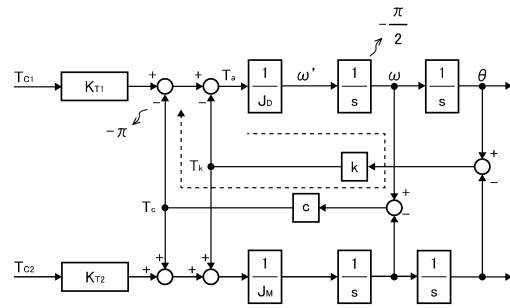 −π/2
T_C1 K_T1 + − + − T_a 1/J_D ω' 1/s ω 1/s θ
−π
+ −
T_k k
T_c c + −
T_C2 K_T2 + + + + 1/J_M 1/s 1/s